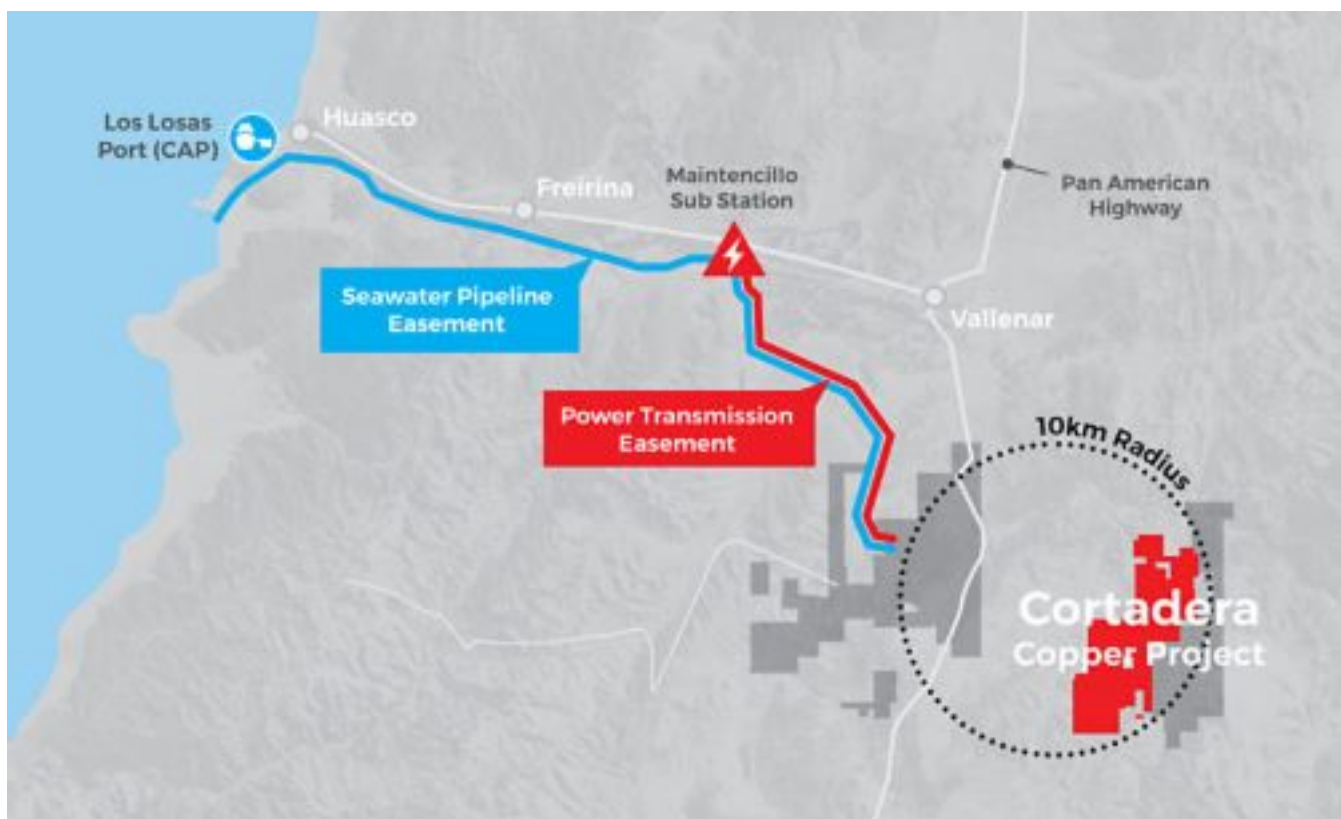 Los Losas
Port (CAP)
Huasco
Freirina
Maintencillo
Sub Station
Pan American
Highway
Seawater Pipeline
Easement
Vallenar
Power Transmission
Easement
10km Radius
Cortadera
Copper Project